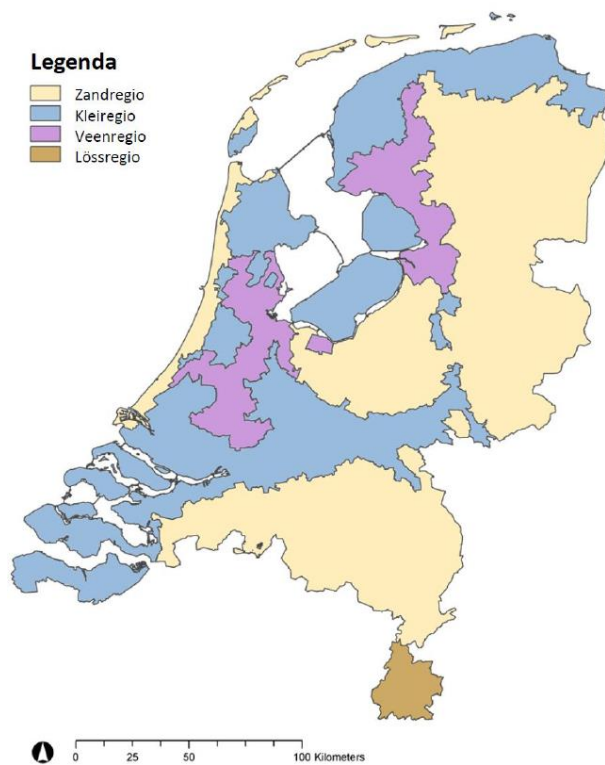 Legenda
Zandregio
Kleiregio
Veenregio
Lössregio
0 25 50 100 Kilometers